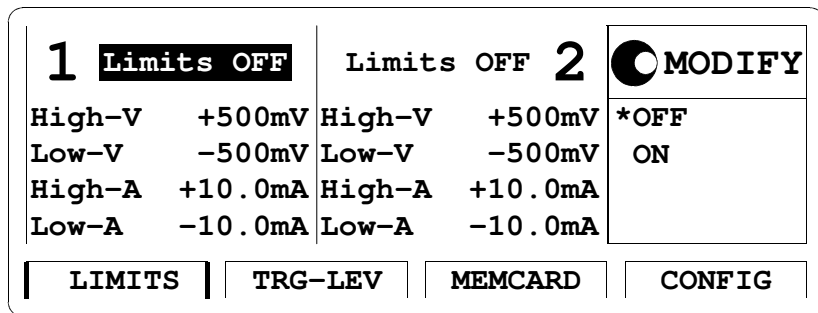 1 Limits OFF Limits OFF 2 MODIFY
High-V +500mV High-V +500mV *OFF
Low-V -500mV Low-V -500mV ON
High-A +10.0mA High-A +10.0mA
Low-A -10.0mA Low-A -10.0mA
LIMITS TRG-LEV MEMCARD CONFIG